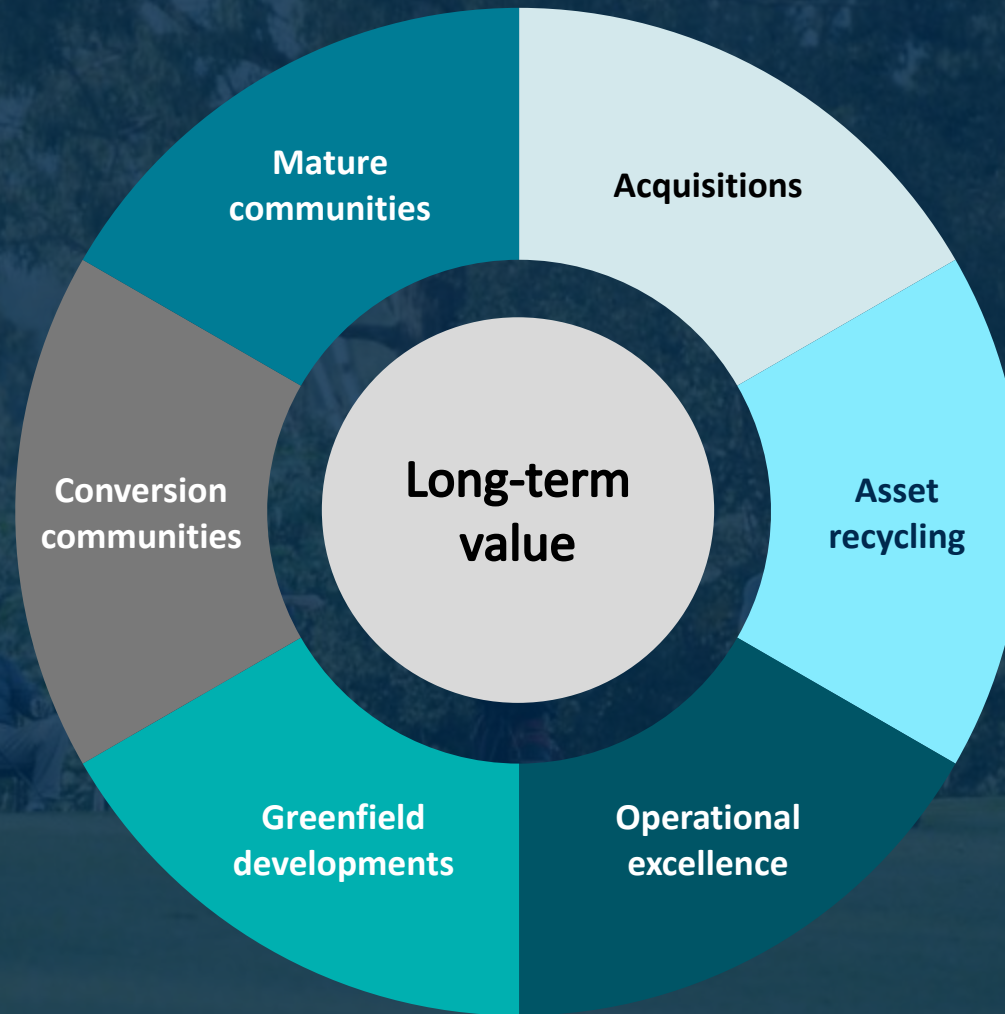 Mature
communities
Acquisitions
Conversion
communities
Long-term
value
Asset
recycling
Greenfield
developments
Operational
excellence